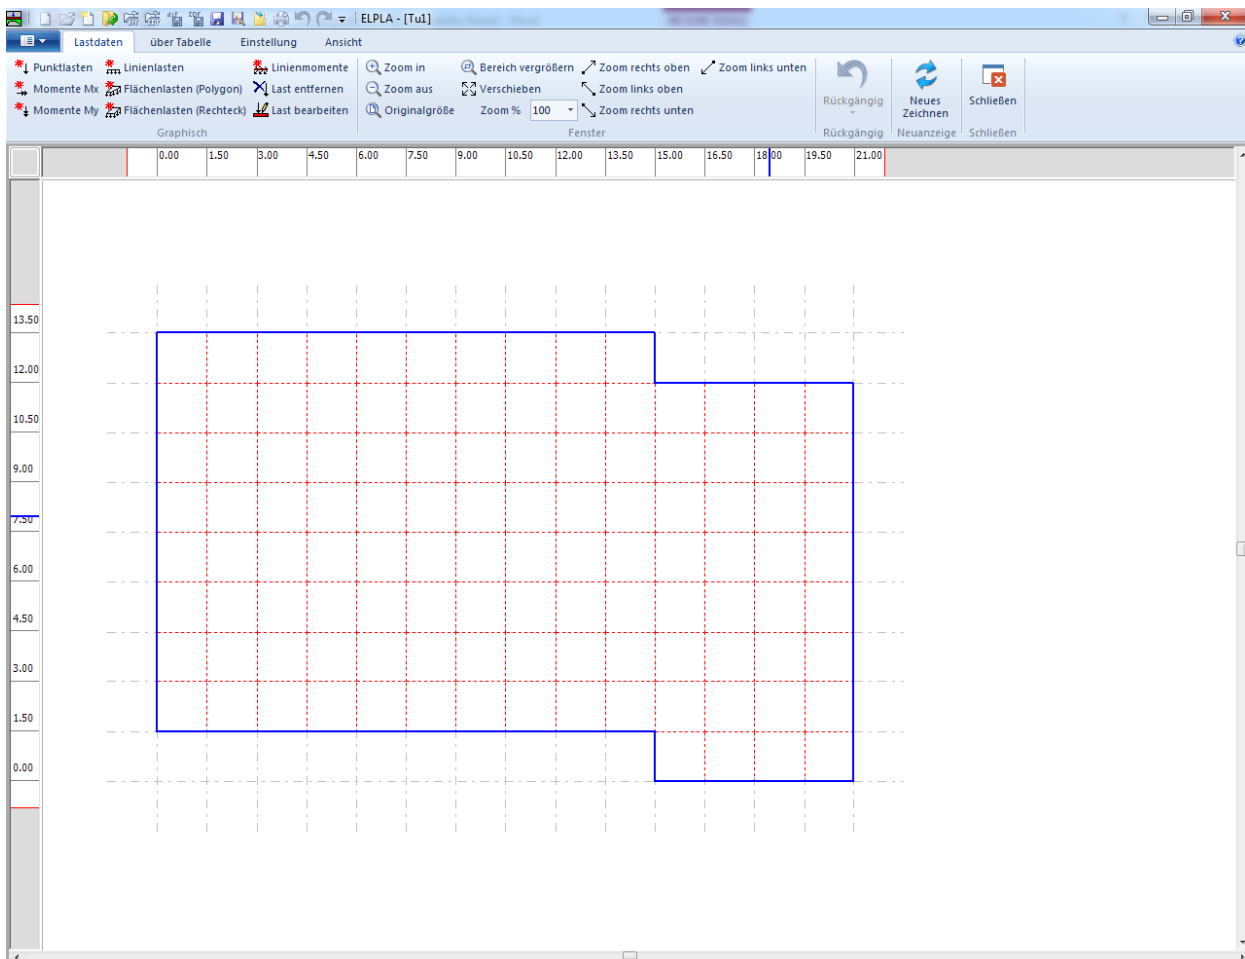 ELPLA - [Tu1]
Lastdaten über Tabelle Einstellung Ansicht
Punktlasten Linienlasten Linienmomente Zoom in Bereich vergrößern Zoom rechts oben Zoom links unten
Momente Mx Flächenlasten (Polygon) Last entfernen Zoom aus Verschieben Zoom links oben
Momente My Flächenlasten (Rechteck) Last bearbeiten Originalgröße Zoom % 100 Zoom rechts unten
Rückgängig
Neues
Zeichnen
Schließen
Graphisch Fenster Rückgängig Neuanzeige Schließen
0.00 1.50 3.00 4.50 6.00 7.50 9.00 10.50 12.00 13.50 15.00 16.50 18.00 19.50 21.00
13.50
12.00
10.50
9.00
7.50
6.00
4.50
3.00
1.50
0.00